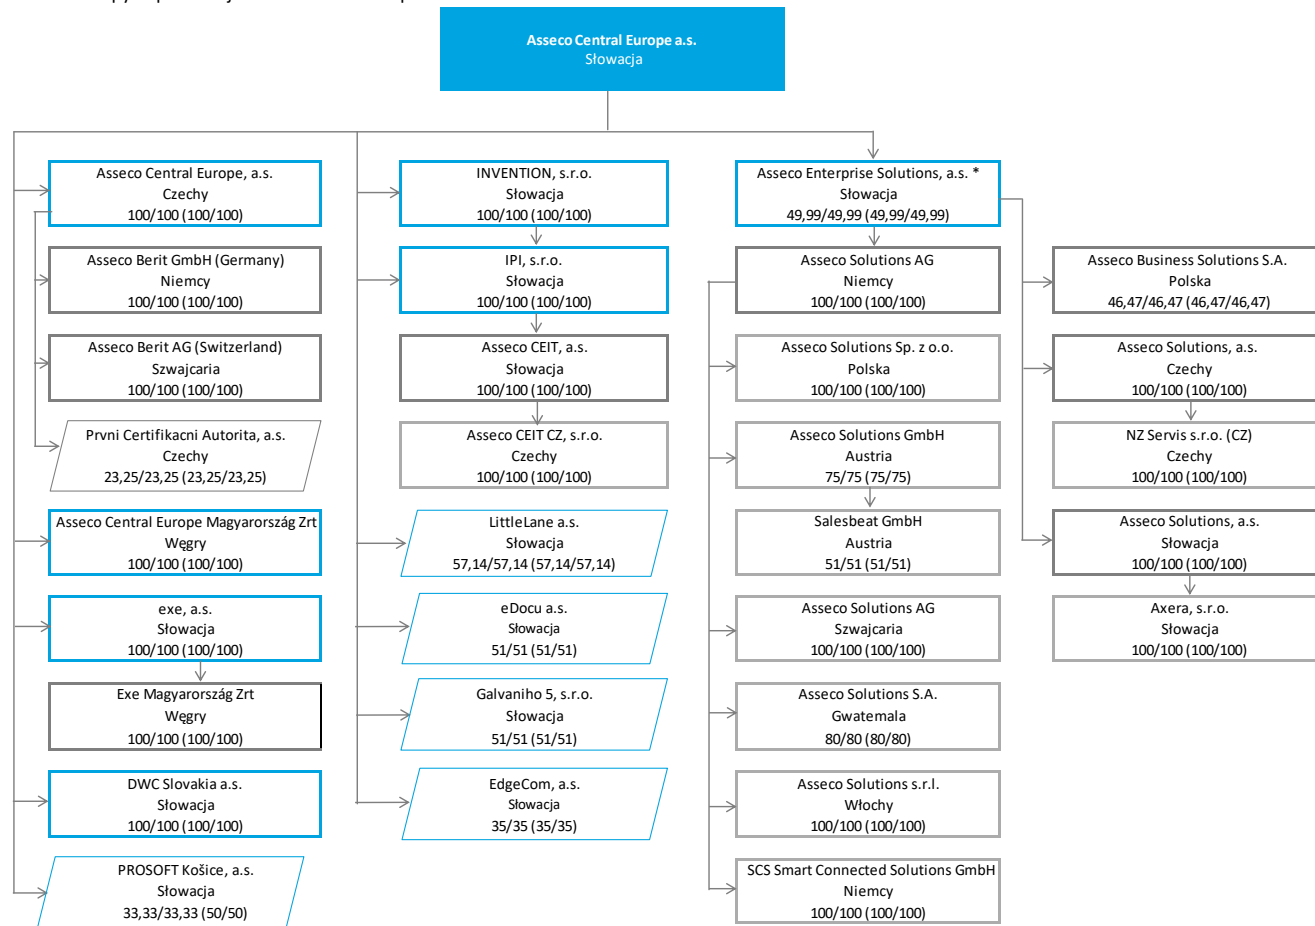 Asseco Central Europe a.s.
Słowacja
Asseco Central Europe, a.s.
Czechy
100/100 (100/100)
Asseco Berit GmbH (Germany)
Niemcy
100/100 (100/100)
Asseco Berit AG (Switzerland)
Szwajcaria
100/100 (100/100)
Prvni Certifikacni Autorita, a.s.
Czechy
23,25/23,25 (23,25/23,25)
Asseco Central Europe Magyarország Zrt
Węgry
100/100 (100/100)
exe, a.s.
Słowacja
100/100 (100/100)
Exe Magyarország Zrt
Węgry
100/100 (100/100)
DWC Slovakia a.s.
Słowacja
100/100 (100/100)
PROSOFT Košice, a.s.
Słowacja
33,33/33,33 (50/50)
INVENTION, s.r.o.
Słowacja
100/100 (100/100)
IPI, s.r.o.
Słowacja
100/100 (100/100)
Asseco CEIT, a.s.
Słowacja
100/100 (100/100)
Asseco CEIT CZ, s.r.o.
Czechy
100/100 (100/100)
LittleLane a.s.
Słowacja
57,14/57,14 (57,14/57,14)
eDocu a.s.
Słowacja
51/51 (51/51)
Galvaniho 5, s.r.o.
Słowacja
51/51 (51/51)
EdgeCom, a.s.
Słowacja
35/35 (35/35)
Asseco Enterprise Solutions, a.s. *
Słowacja
49,99/49,99 (49,99/49,99)
Asseco Solutions AG
Niemcy
100/100 (100/100)
Asseco Solutions Sp. z o.o.
Polska
100/100 (100/100)
Asseco Solutions GmbH
Austria
75/75 (75/75)
Salesbeat GmbH
Austria
51/51 (51/51)
Asseco Solutions AG
Szwajcaria
100/100 (100/100)
Asseco Solutions S.A.
Gwatemala
80/80 (80/80)
Asseco Solutions s.r.l.
Włochy
100/100 (100/100)
SCS Smart Connected Solutions GmbH
Niemcy
100/100 (100/100)
Asseco Business Solutions S.A.
Polska
46,47/46,47 (46,47/46,47)
Asseco Solutions, a.s.
Czechy
100/100 (100/100)
NZ Servis s.r.o. (CZ)
Czechy
100/100 (100/100)
Asseco Solutions, a.s.
Słowacja
100/100 (100/100)
Axera, s.r.o.
Słowacja
100/100 (100/100)